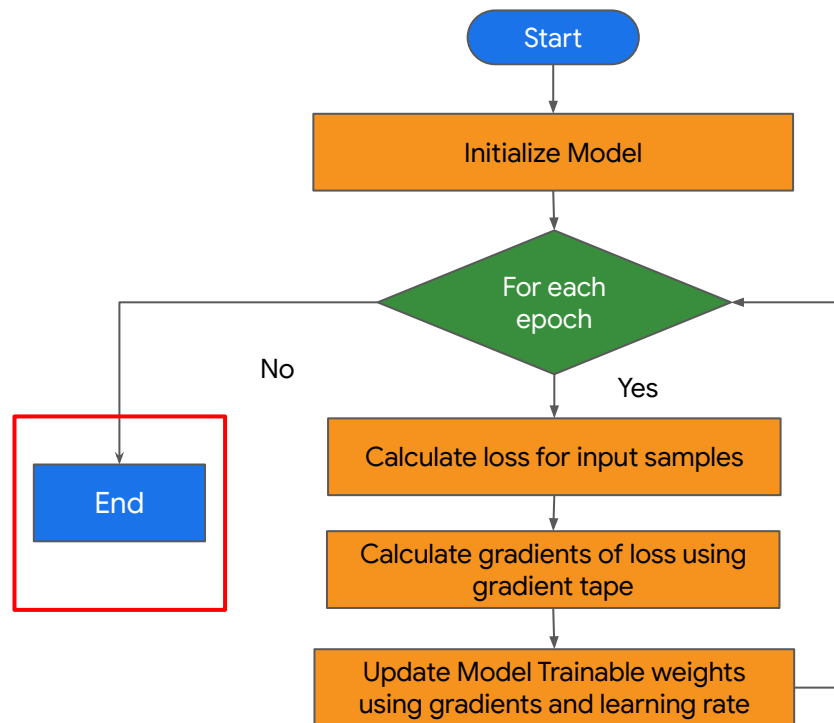 Start
Initialize Model
For each
epoch
No
Yes
Calculate loss for input samples
End
Calculate gradients of loss using
gradient tape
Update Model Trainable weights
using gradients and learning rate